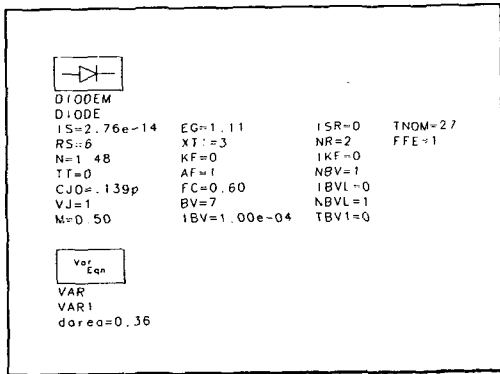 DIODEM
DIODE
IS=2.76e-14 EG=1.11 ISR=0 TNOM=27
RS=6 XTI=3 NR=2 FFE=1
N=1.48 KF=0 IKF=0
TT=0 AF=1 NBV=1
CJO=.139p FC=0.60 IBVL=0
VJ=1 BV=7 NBVL=1
M=0.50 IBV=1.00e-04 TBV1=0
Var
Eqn
VAR
VAR1
darea=0.36